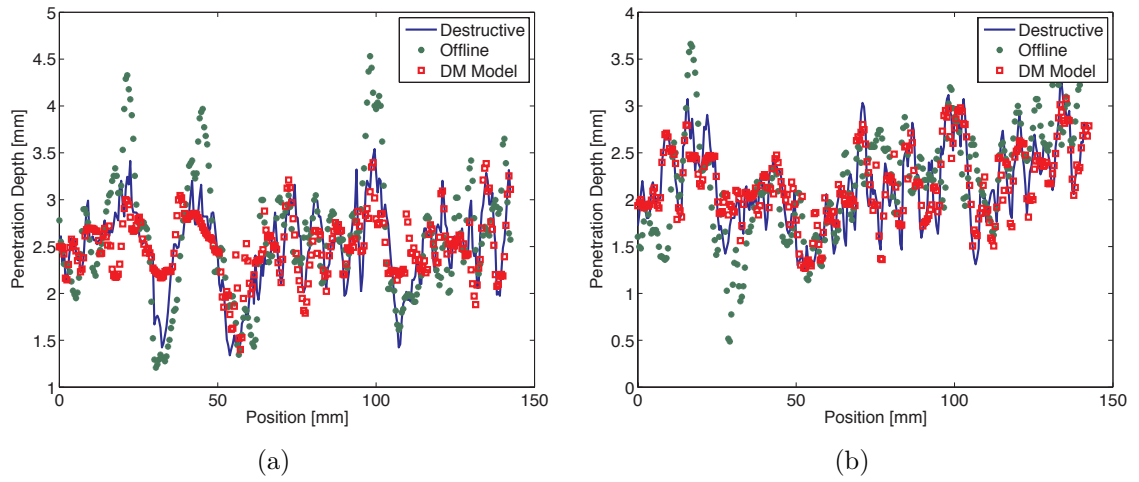 5
4.5
4
3.5
3
2.5
2
1.5
1
Penetration Depth [mm]
0
50
100
150
Position [mm]
Destructive
Offline
DM Model
(a)
4
3.5
3
2.5
2
1.5
1
0.5
0
Penetration Depth [mm]
0
50
100
150
Position [mm]
Destructive
Offline
DM Model
(b)